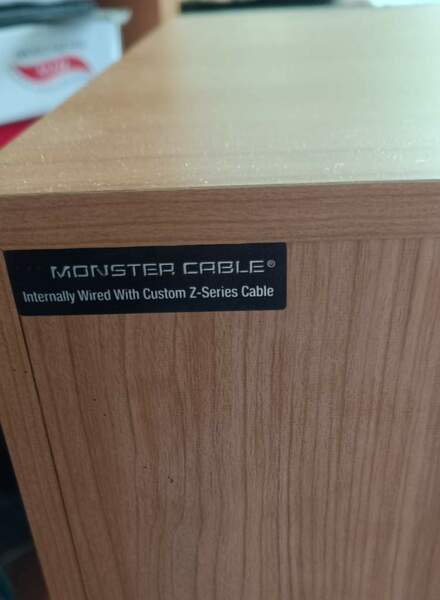 MONSTER CABLE®
Internally Wired With Custom Z-Series Cable